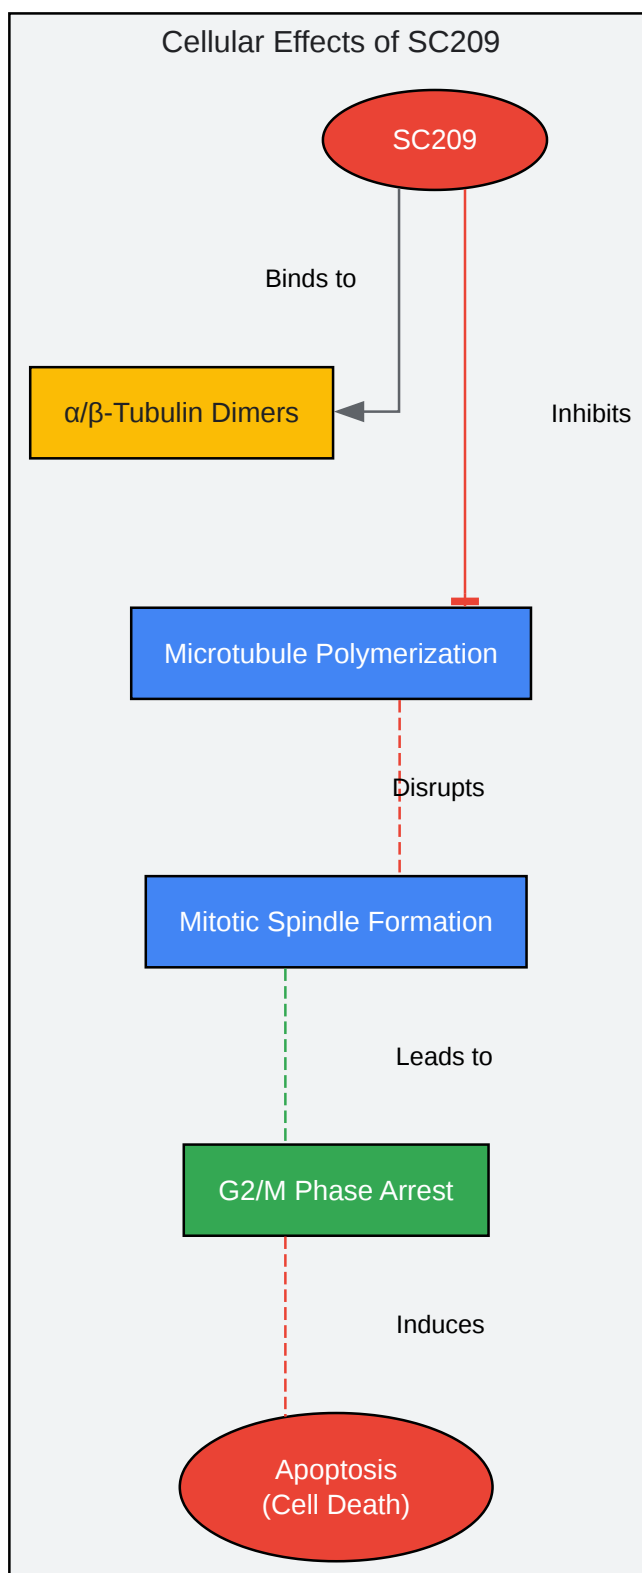 Cellular Effects of SC209
SC209
Binds to
α/β-Tubulin Dimers
Inhibits
Microtubule Polymerization
Disrupts
Mitotic Spindle Formation
Leads to
G2/M Phase Arrest
Induces
Apoptosis
(Cell Death)